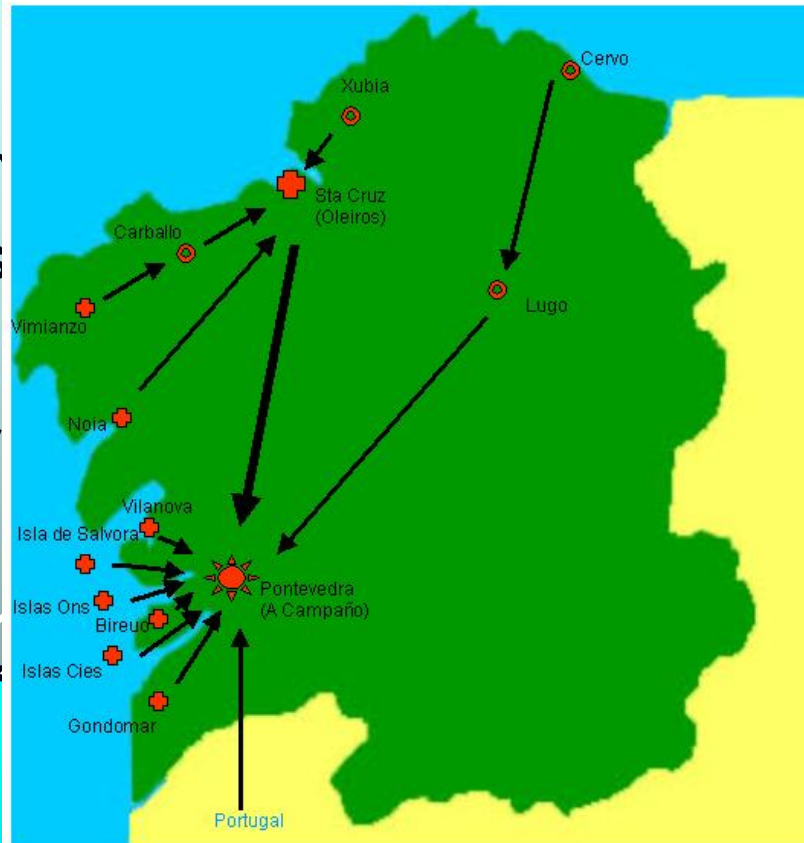 Cervo
Xubia
Sta Cruz
(Oleiros)
Carballo
Lugo
Vimianzo
Noia
Vilanova
Isla de Salvora
Pontevedra
(A Campaño)
Islas Ons
Bireuo
Islas Cies
Gondomar
Portugal